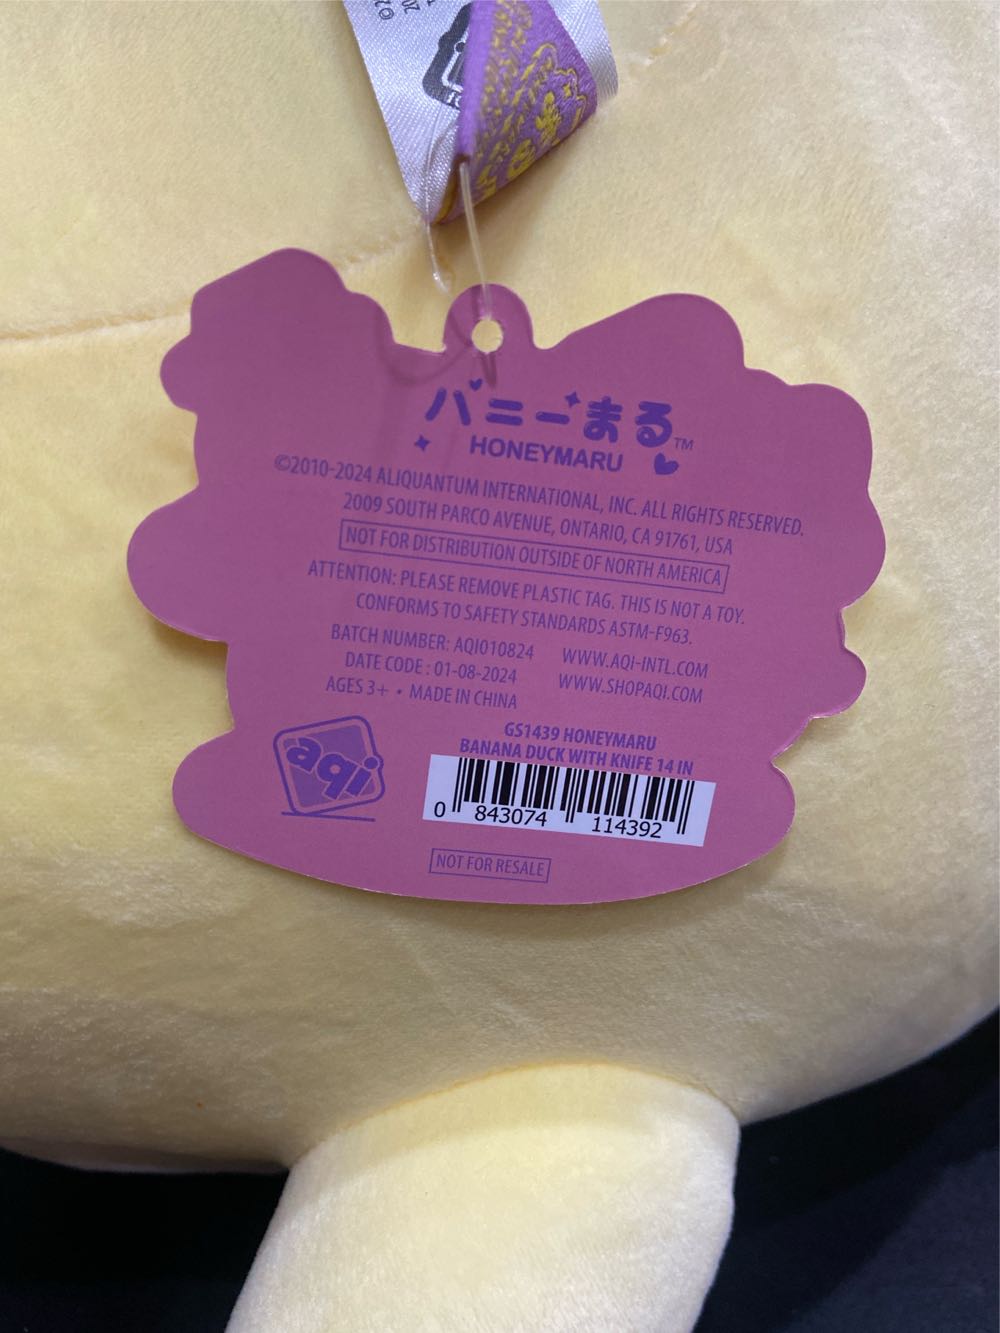 バニーまる™
HONEYMARU
©2010-2024 ALIQUANTUM INTERNATIONAL, INC. ALL RIGHTS RESERVED.
2009 SOUTH PARCO AVENUE, ONTARIO, CA 91761, USA
NOT FOR DISTRIBUTION OUTSIDE OF NORTH AMERICA
ATTENTION: PLEASE REMOVE PLASTIC TAG. THIS IS NOT A TOY.
CONFORMS TO SAFETY STANDARDS ASTM-F963.
BATCH NUMBER: AQI010824
DATE CODE : 01-08-2024
AGES 3+ • MADE IN CHINA
WWW.AQI-INTL.COM
WWW.SHOPAQI.COM
aqi
GS1439 HONEYMARU
BANANA DUCK WITH KNIFE 14 IN
0 843074 114392
NOT FOR RESALE